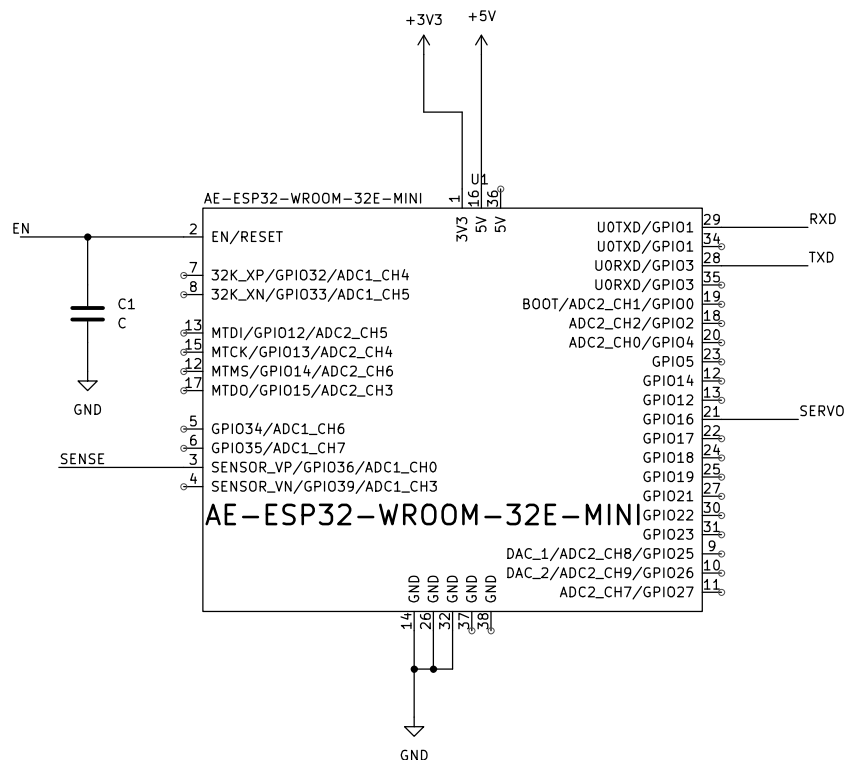 +3V3
+5V
U1
AE-ESP32-WROOM-32E-MINI
1
16
36
3V3
5V
5V
EN
2
EN/RESET
7
32K_XP/GPIO32/ADC1_CH4
8
32K_XN/GPIO33/ADC1_CH5
C1
C
GND
13
MTDI/GPIO12/ADC2_CH5
15
MTCK/GPIO13/ADC2_CH4
12
MTMS/GPIO14/ADC2_CH6
17
MTDO/GPIO15/ADC2_CH3
5
GPIO34/ADC1_CH6
6
GPIO35/ADC1_CH7
SENSE
3
SENSOR_VP/GPIO36/ADC1_CH0
4
SENSOR_VN/GPIO39/ADC1_CH3
AE-ESP32-WROOM-32E-MINI
U0TXD/GPIO1
29
RXD
U0TXD/GPIO1
34
U0RXD/GPIO3
28
TXD
U0RXD/GPIO3
35
BOOT/ADC2_CH1/GPIO0
19
ADC2_CH2/GPIO2
18
ADC2_CH0/GPIO4
20
GPIO5
23
GPIO14
12
GPIO12
13
GPIO16
21
SERVO
GPIO17
22
GPIO18
24
GPIO19
25
GPIO21
27
GPIO22
30
GPIO23
31
DAC_1/ADC2_CH8/GPIO25
9
DAC_2/ADC2_CH9/GPIO26
10
ADC2_CH7/GPIO27
11
GND
GND
GND
GND
GND
14
26
32
37
38
GND